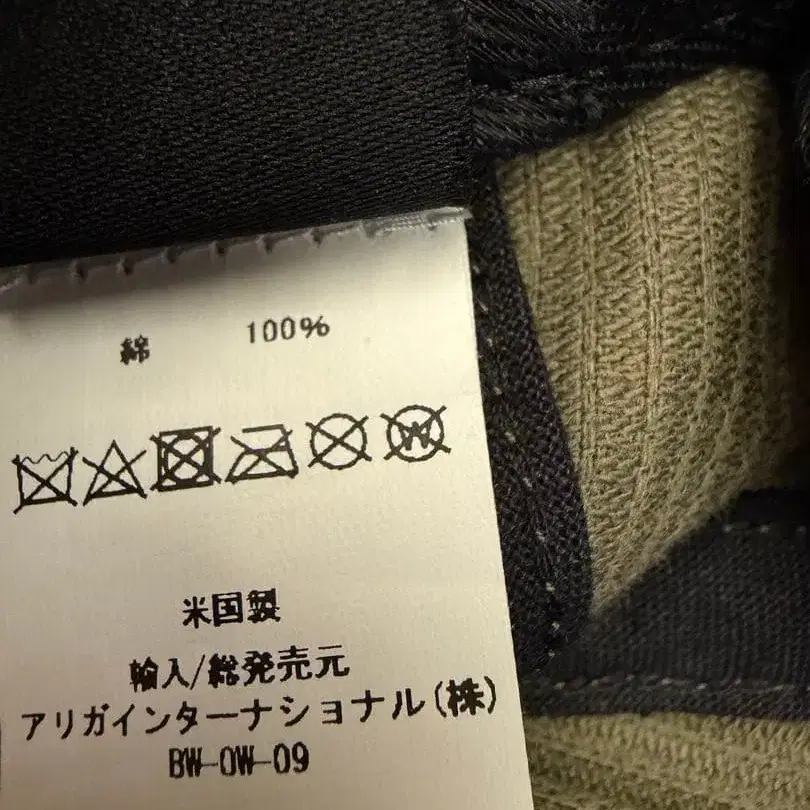 綿 100%
W
米国製
輸入/総発売元
アリガインターナショナル(株)
BW-OW-09